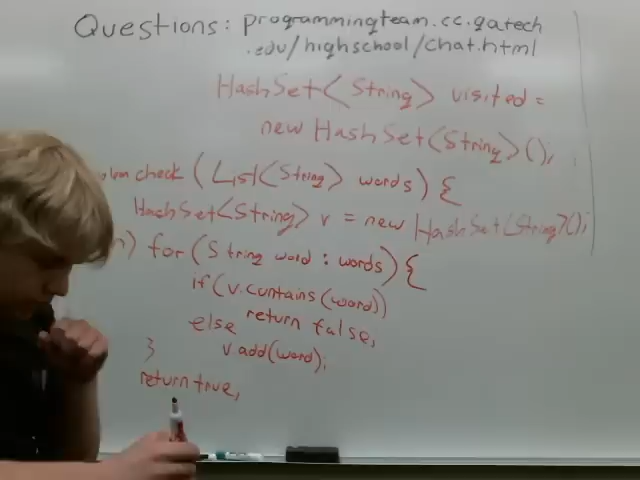 Questions: programmingteam.cc.gatech
.edu/highschool/chat.html
HashSet<String> visited =
new HashSet<String>();
check (List<String> words) {
HashSet<String> v = new HashSet<String>();
) for (String word : words) {
if (v.contains(word))
return false;
else
v.add(word);
}
return true;